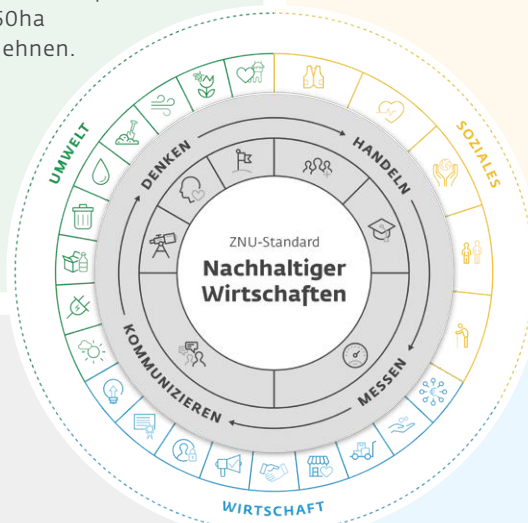 50ha
ehnen.
UMWELT
SOZIALES
DENKEN
HANDELN
ZNU-Standard
Nachhaltiger
Wirtschaften
KOMMUNIZIEREN
MESSEN
WIRTSCHAFT